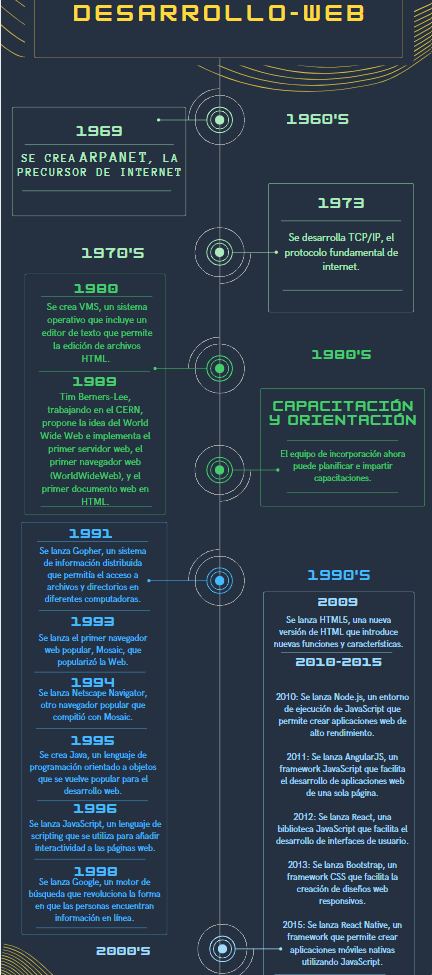 DESARROLLO-WEB
1969
SE CREA ARPANET, LA
PRECURSOR DE INTERNET
1960'S
1973
Se desarrolla TCP/IP, el
protocolo fundamental de
internet.
1970'S
1980
Se crea VMS, un sistema
operativo que incluye un
editor de texto que permite
la edición de archivos
HTML.
1989
Tim Berners-Lee,
trabajando en el CERN,
propone la idea del World
Wide Web e implementa el
primer servidor web, el
primer navegador web
(WorldWideWeb), y el
primer documento web en
HTML.
1980'S
CAPACITACIÓN
Y ORIENTACIÓN
El equipo de incorporación ahora
puede planificar e impartir
capacitaciones.
1991
Se lanza Gopher, un sistema
de información distribuida
que permitía el acceso a
archivos y directorios en
diferentes computadoras.
1993
Se lanza el primer navegador
web popular, Mosaic, que
popularizó la Web.
1994
Se lanza Netscape Navigator,
otro navegador popular que
compitió con Mosaic.
1995
Se crea Java, un lenguaje de
programación orientado a objetos
que se vuelve popular para el
desarrollo web.
1996
Se lanza JavaScript, un lenguaje de
scripting que se utiliza para añadir
interactividad a las páginas web.
1998
Se lanza Google, un motor de
búsqueda que revoluciona la forma
en que las personas encuentran
información en línea.
1990'S
2009
Se lanza HTML5, una nueva
versión de HTML que introduce
nuevas funciones y características.
2010-2015
2010: Se lanza Node.js, un entorno
de ejecución de JavaScript que
permite crear aplicaciones web de
alto rendimiento.
2011: Se lanza AngularJS, un
framework JavaScript que facilita
el desarrollo de aplicaciones web
de una sola página.
2012: Se lanza React, una
biblioteca JavaScript que facilita el
desarrollo de interfaces de usuario.
2013: Se lanza Bootstrap, un
framework CSS que facilita la
creación de diseños web
responsivos.
2015: Se lanza React Native, un
framework que permite crear
aplicaciones móviles nativas
utilizando JavaScript.
2000'S